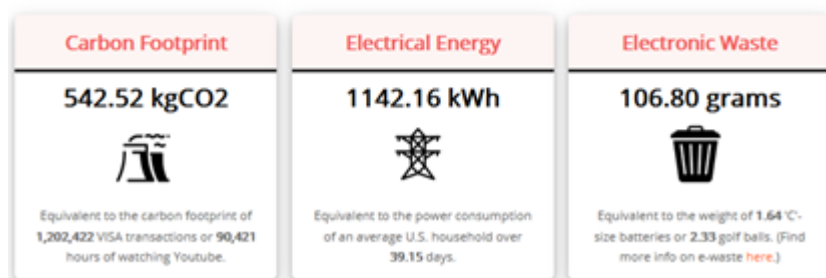 Carbon Footprint
542.52 kgCO2
Equivalent to the carbon footprint of
1,202,422 VISA transactions or 90,421
hours of watching Youtube.
Electrical Energy
1142.16 kWh
Equivalent to the power consumption
of an average U.S. household over
39.15 days.
Electronic Waste
106.80 grams
Equivalent to the weight of 1.64 'C'-
size batteries or 2.33 golf balls. (Find
more info on e-waste here.)